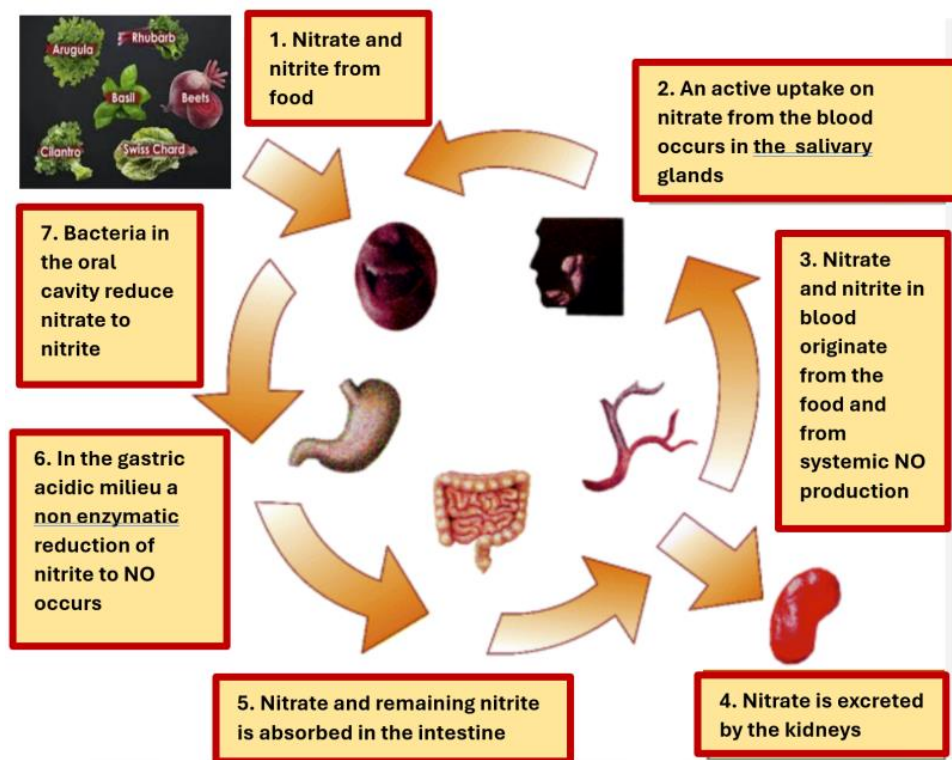 Arugula
Rhubarb
Basil
Beets
Cilantro
Swiss Chard
1. Nitrate and
nitrite from
food
2. An active uptake on
nitrate from the blood
occurs in the salivary
glands
3. Nitrate
and nitrite in
blood
originate
from the
food and
from
systemic NO
production
4. Nitrate is excreted
by the kidneys
5. Nitrate and remaining nitrite
is absorbed in the intestine
6. In the gastric
acidic milieu a
non enzymatic
reduction of
nitrite to NO
occurs
7. Bacteria in
the oral
cavity reduce
nitrate to
nitrite